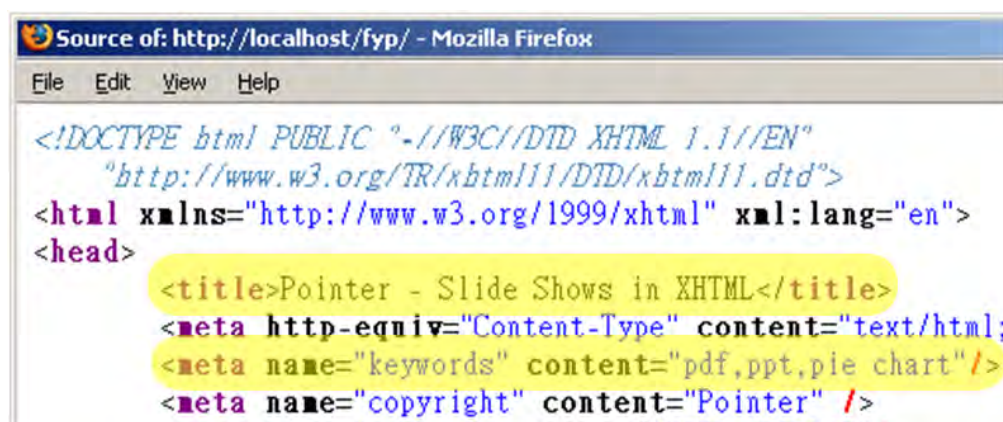 Source of: http://localhost/fyp/ - Mozilla Firefox
File Edit View Help
<!DOCTYPE html PUBLIC "-//W3C//DTD XHTML 1.1//EN"
"http://www.w3.org/TR/xhtml11/DTD/xhtml11.dtd">
<html xmlns="http://www.w3.org/1999/xhtml" xml:lang="en">
<head>
<title>Pointer - Slide Shows in XHTML</title>
<meta http-equiv="Content-Type" content="text/html;
<meta name="keywords" content="pdf,ppt,pie chart"/>
<meta name="copyright" content="Pointer" />